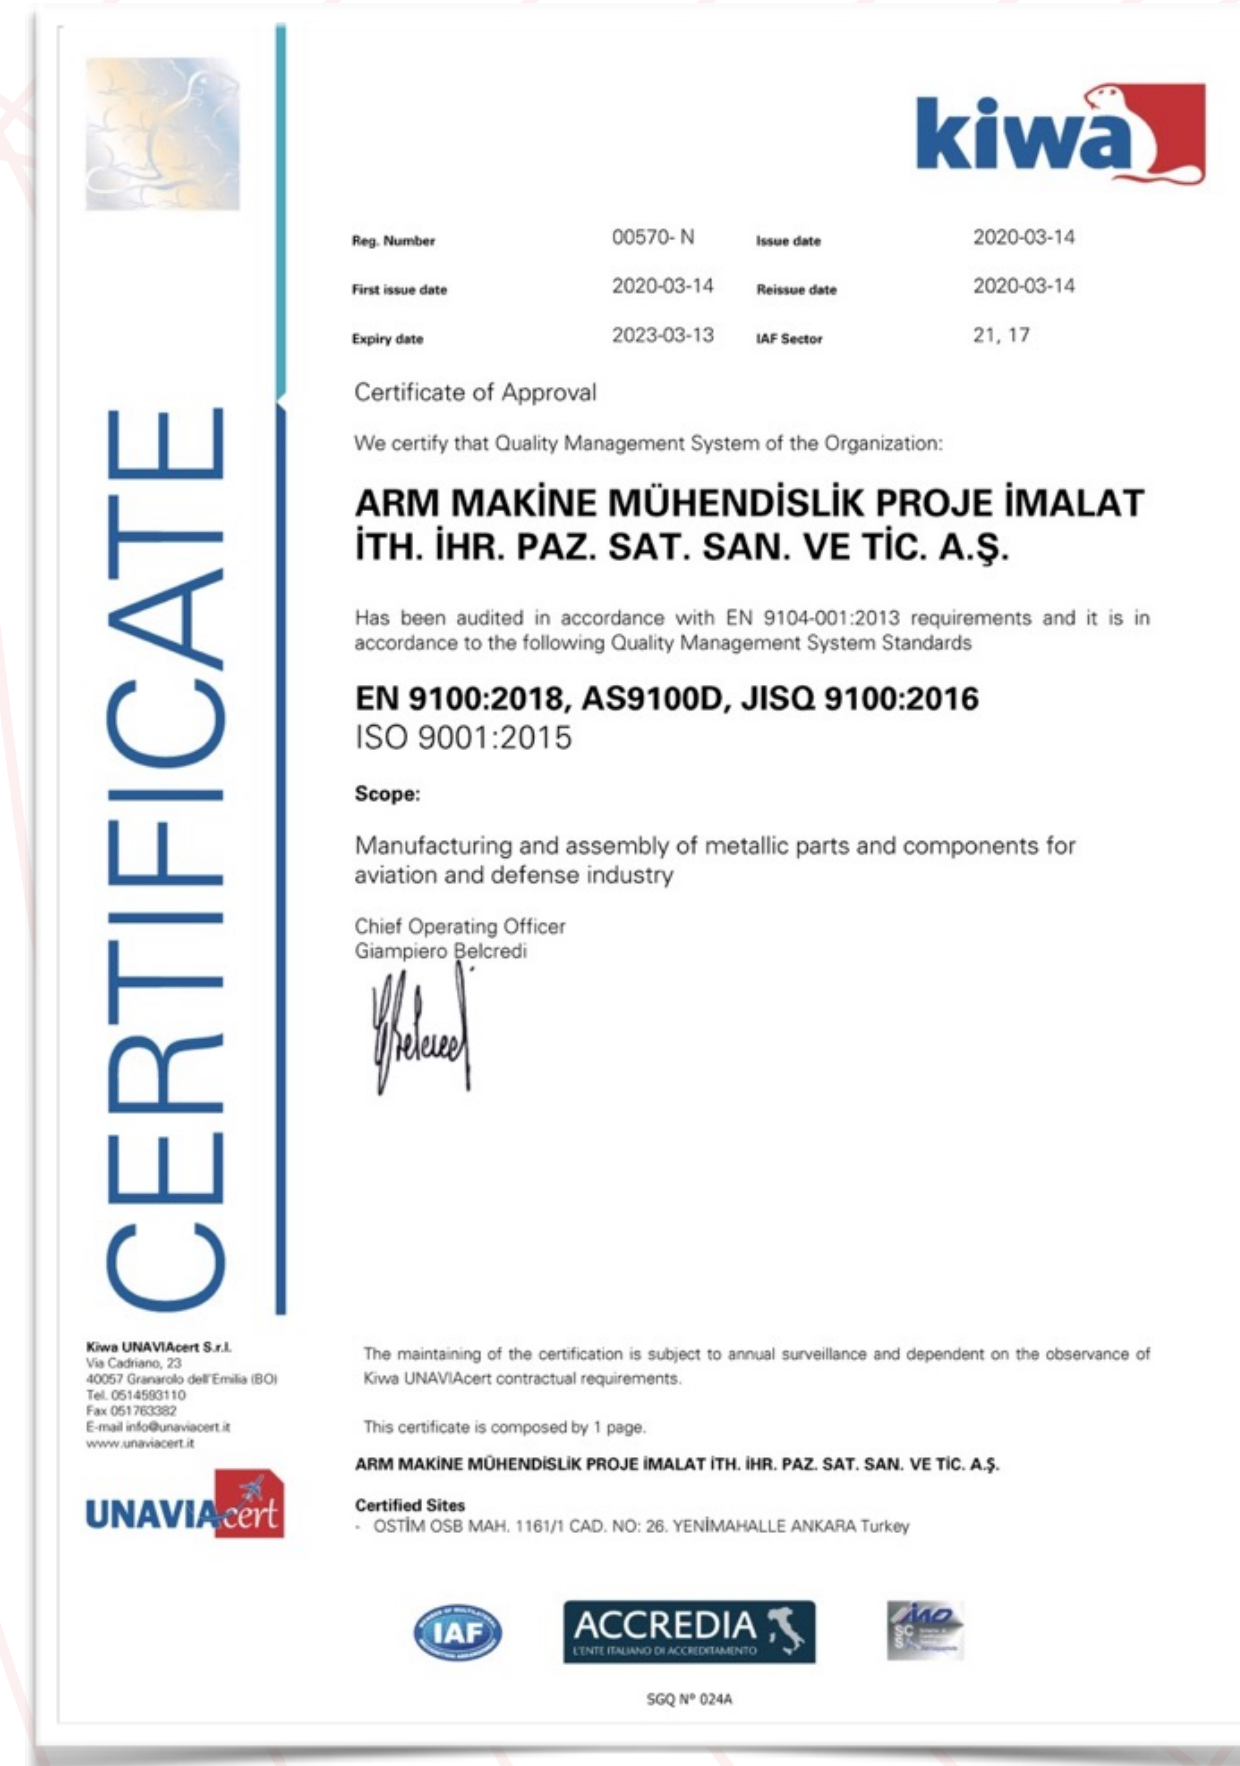 kiwa
Reg. Number 00570- N Issue date 2020-03-14
First issue date 2020-03-14 Reissue date 2020-03-14
Expiry date 2023-03-13 IAF Sector 21, 17
CERTIFICATE
Certificate of Approval
We certify that Quality Management System of the Organization:
ARM MAKİNE MÜHENDİSLİK PROJE İMALAT
İTH. İHR. PAZ. SAT. SAN. VE TİC. A.Ş.
Has been audited in accordance with EN 9104-001:2013 requirements and it is in
accordance to the following Quality Management System Standards
EN 9100:2018, AS9100D, JISQ 9100:2016
ISO 9001:2015
Scope:
Manufacturing and assembly of metallic parts and components for
aviation and defense industry
Chief Operating Officer
Giampiero Belcredi
Kiwa UNAVIAcert S.r.l.
Via Cadriano, 23
40057 Granarolo dell'Emilia (BO)
Tel. 0514593110
Fax 051763382
E-mail info@unaviacert.it
www.unaviacert.it
UNAVIAcert
The maintaining of the certification is subject to annual surveillance and dependent on the observance of
Kiwa UNAVIAcert contractual requirements.
This certificate is composed by 1 page.
ARM MAKİNE MÜHENDİSLİK PROJE İMALAT İTH. İHR. PAZ. SAT. SAN. VE TİC. A.Ş.
Certified Sites
- OSTİM OSB MAH. 1161/1 CAD. NO: 26. YENİMAHALLE ANKARA Turkey
IAF
ACCREDIA
L'ENTE ITALIANO DI ACCREDITAMENTO
SGQ N° 024A